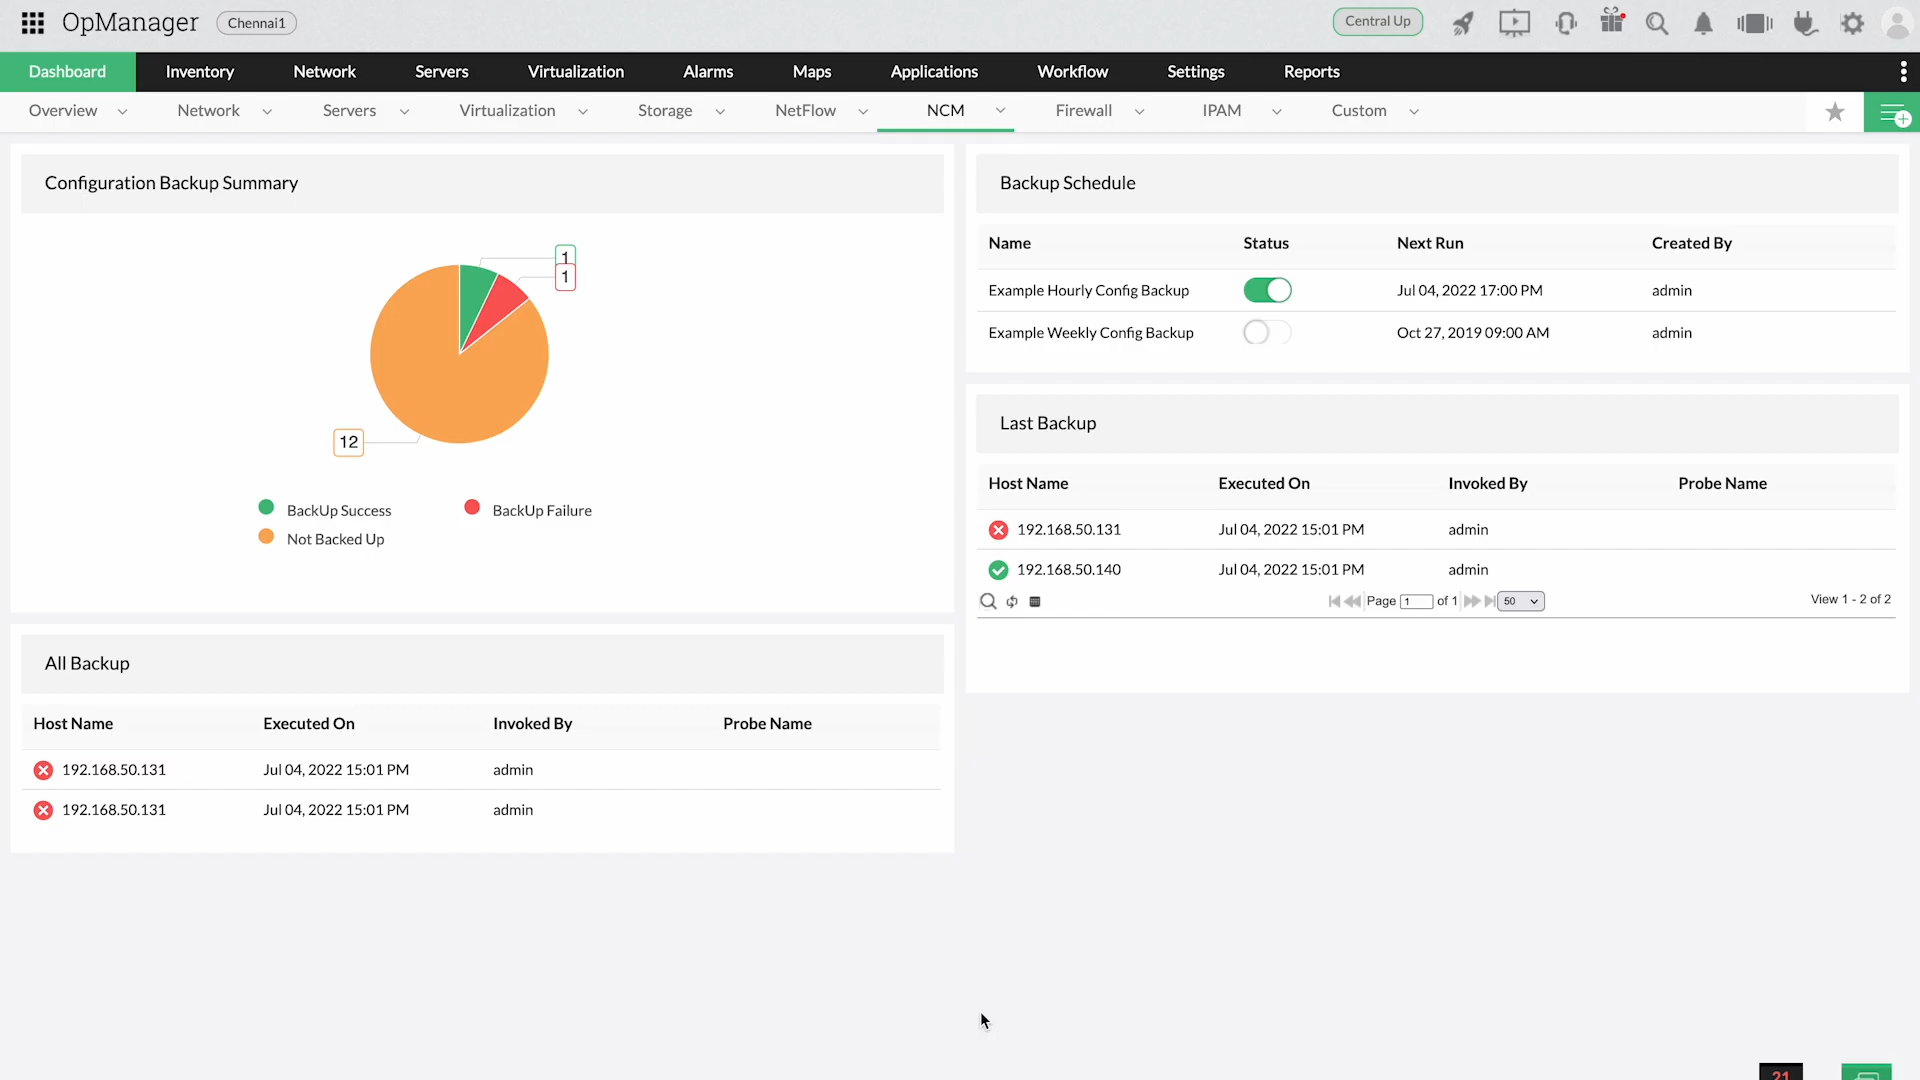 OpManager Chennai1 Central Up
Dashboard Inventory Network Servers Virtualization Alarms Maps Applications Workflow Settings Reports
Overview Network Servers Virtualization Storage NetFlow NCM Firewall IPAM Custom
Configuration Backup Summary
1
1
12
BackUp Success BackUp Failure
Not Backed Up
Backup Schedule
Name Status Next Run Created By
Example Hourly Config Backup Jul 04, 2022 17:00 PM admin
Example Weekly Config Backup Oct 27, 2019 09:00 AM admin
Last Backup
Host Name Executed On Invoked By Probe Name
192.168.50.131 Jul 04, 2022 15:01 PM admin
192.168.50.140 Jul 04, 2022 15:01 PM admin
Page 1 of 1 50 View 1 - 2 of 2
All Backup
Host Name Executed On Invoked By Probe Name
192.168.50.131 Jul 04, 2022 15:01 PM admin
192.168.50.131 Jul 04, 2022 15:01 PM admin
21